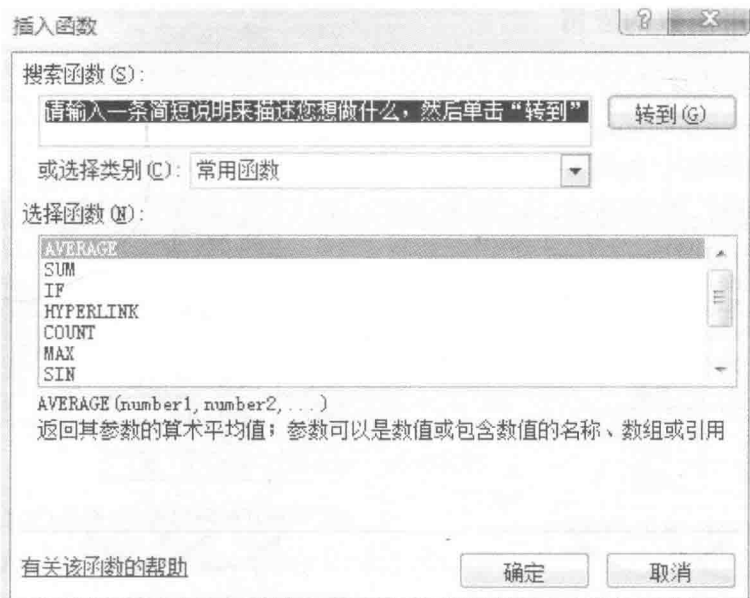 插入函数
搜索函数(S):
请输入一条简短说明来描述您想做什么，然后单击“转到”
转到(G)
或选择类别(C): 常用函数
选择函数(N):
AVERAGE
SUM
IF
HYPERLINK
COUNT
MAX
SIN
AVERAGE(number1,number2,...)
返回其参数的算术平均值；参数可以是数值或包含数值的名称、数组或引用
有关该函数的帮助
确定
取消